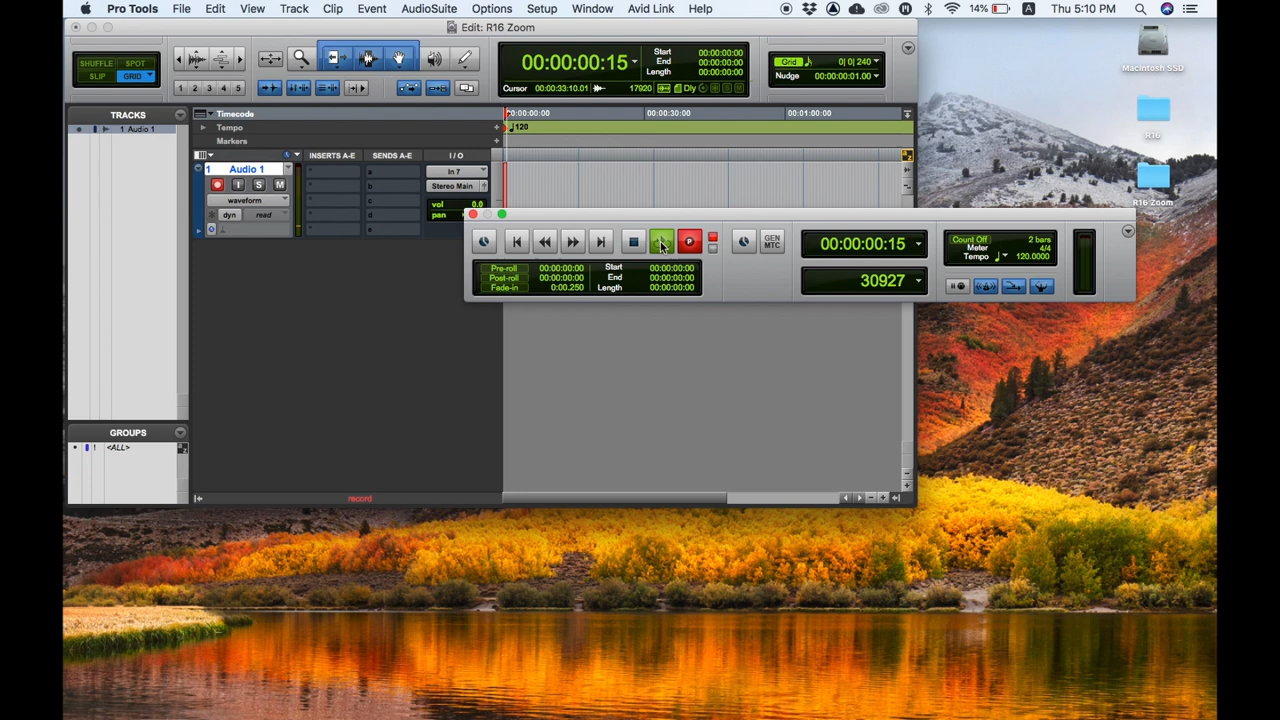 Pro Tools File Edit View Track Clip Event AudioSuite Options Setup Window Avid Link Help 14% A Thu 5:10 PM
Edit: R16 Zoom
SHUFFLE SPOT
SLIP GRID
1 2 3 4 5
00:00:00:15
Start 00:00:00:00
End 00:00:00:00
Length 00:00:00:00
Cursor 00:00:33:10.01 17920 Dly
Grid 0| 0| 240
Nudge 00:00:00:01.00
Macintosh SSD
R16
R16 Zoom
TRACKS
1 Audio 1
GROUPS
! <ALL>
Timecode 00:00:00:00 00:00:30:00 00:01:00:00
Tempo 120
Markers
INSERTS A-E SENDS A-E I / O
1 Audio 1
I S M
waveform
dyn read
a
b
c
d
e
In 7
Stereo Main
vol 0.0
pan
record
P
GEN
MTC
00:00:00:15
30927
Pre-roll 00:00:00:00
Post-roll 00:00:00:00
Fade-in 0:00.250
Start 00:00:00:00
End 00:00:00:00
Length 00:00:00:00
Count Off 2 bars
Meter 4/4
Tempo 120.0000